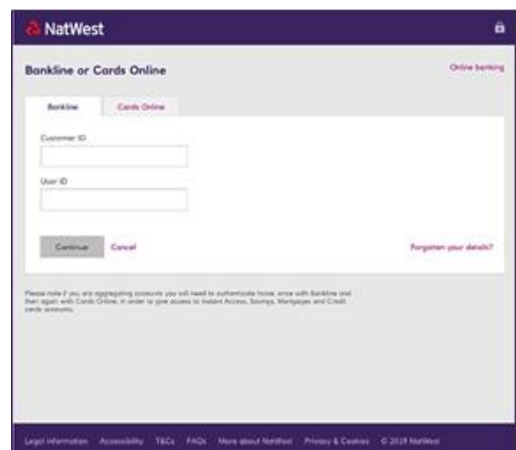 NatWest
Bankline or Cards Online
Online banking
Bankline
Cards Online
Customer ID
User ID
Continue
Cancel
Forgotten your details?
Please note if you are aggregating accounts you will need to authenticate twice, once with Bankline and
then again with Cards Online, in order to give access to Instant Access, Savings, Mortgages and Credit
cards accounts.
Legal information Accessibility T&Cs FAQs More about NatWest Privacy & Cookies © 2019 NatWest